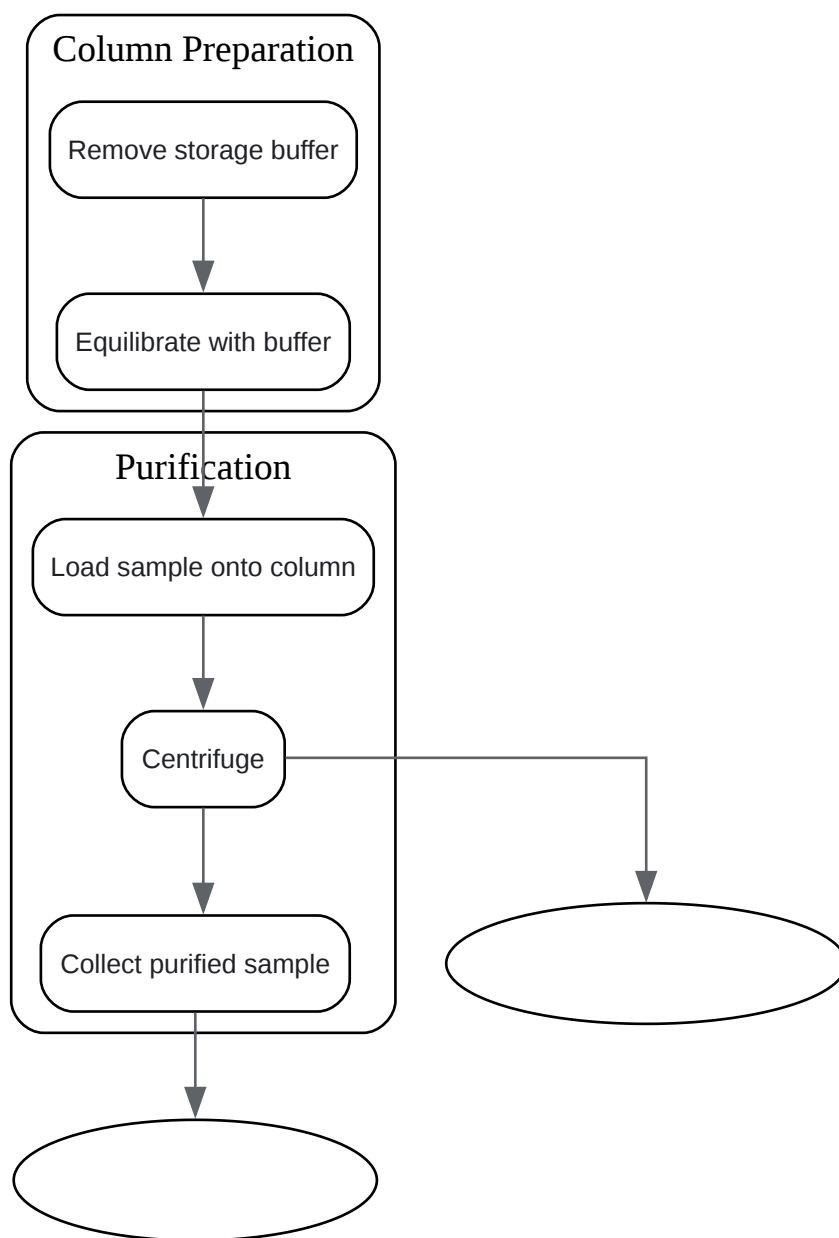 Column Preparation
Remove storage buffer
Equilibrate with buffer
Purification
Load sample onto column
Centrifuge
Collect purified sample